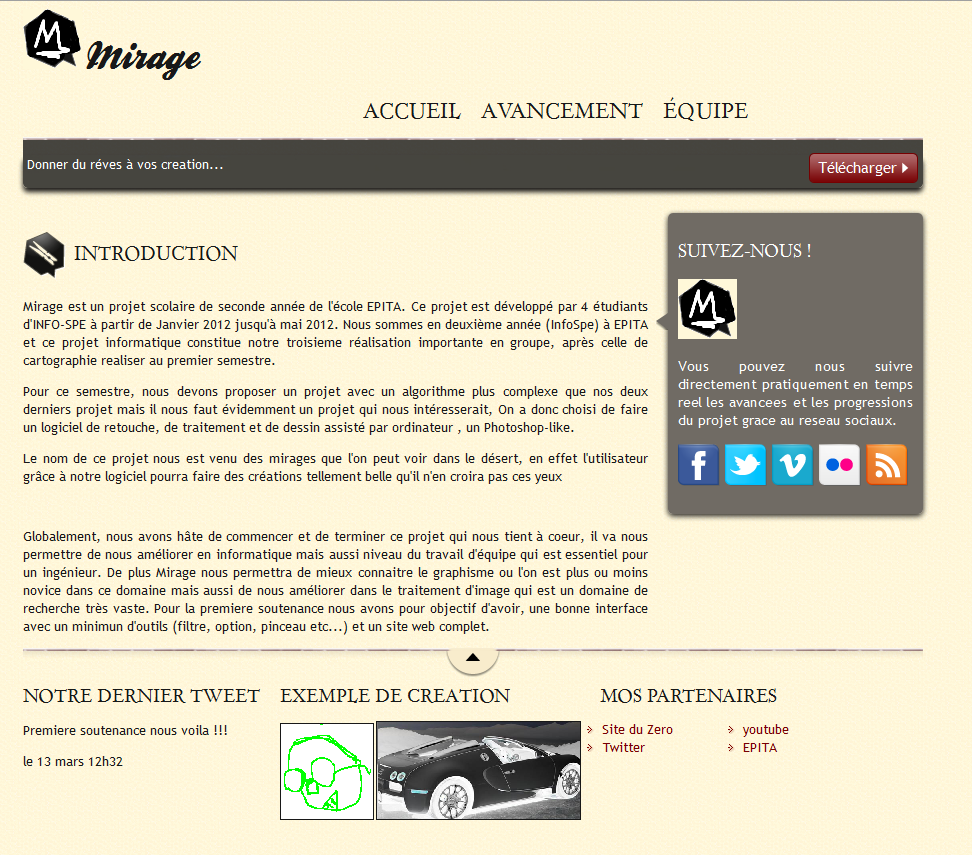 M Mirage
ACCUEIL AVANCEMENT ÉQUIPE
Donner du réves à vos creation...
Télécharger
INTRODUCTION
Mirage est un projet scolaire de seconde année de l'école EPITA. Ce projet est développé par 4 étudiants
d'INFO-SPE à partir de Janvier 2012 jusqu'à mai 2012. Nous sommes en deuxième année (InfoSpe) à EPITA
et ce projet informatique constitue notre troisieme réalisation importante en groupe, après celle de
cartographie realiser au premier semestre.
Pour ce semestre, nous devons proposer un projet avec un algorithme plus complexe que nos deux
derniers projet mais il nous faut évidemment un projet qui nous intéresserait, On a donc choisi de faire
un logiciel de retouche, de traitement et de dessin assisté par ordinateur , un Photoshop-like.
Le nom de ce projet nous est venu des mirages que l'on peut voir dans le désert, en effet l'utilisateur
grâce à notre logiciel pourra faire des créations tellement belle qu'il n'en croira pas ces yeux
Globalement, nous avons hâte de commencer et de terminer ce projet qui nous tient à coeur, il va nous
permettre de nous améliorer en informatique mais aussi niveau du travail d'équipe qui est essentiel pour
un ingénieur. De plus Mirage nous permettra de mieux connaitre le graphisme ou l'on est plus ou moins
novice dans ce domaine mais aussi de nous améliorer dans le traitement d'image qui est un domaine de
recherche très vaste. Pour la premiere soutenance nous avons pour objectif d'avoir, une bonne interface
avec un minimun d'outils (filtre, option, pinceau etc...) et un site web complet.
SUIVEZ-NOUS !
M
Vous pouvez nous suivre
directement pratiquement en temps
reel les avancees et les progressions
du projet grace au reseau sociaux.
NOTRE DERNIER TWEET
Premiere soutenance nous voila !!!
le 13 mars 12h32
EXEMPLE DE CREATION
MOS PARTENAIRES
Site du Zero
Twitter
youtube
EPITA